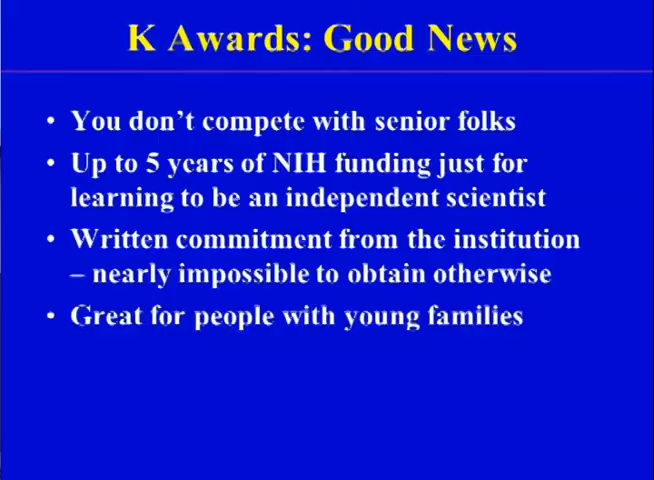 K Awards: Good News
• You don't compete with senior folks
• Up to 5 years of NIH funding just for
learning to be an independent scientist
• Written commitment from the institution
– nearly impossible to obtain otherwise
• Great for people with young families